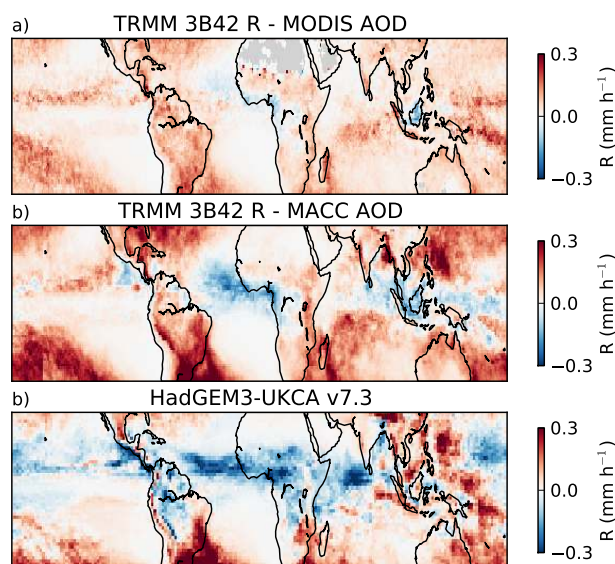 a) TRMM 3B42 R - MODIS AOD
0.3
0.0
−0.3
R (mm h⁻¹)
b) TRMM 3B42 R - MACC AOD
0.3
0.0
−0.3
R (mm h⁻¹)
b) HadGEM3-UKCA v7.3
0.3
0.0
−0.3
R (mm h⁻¹)